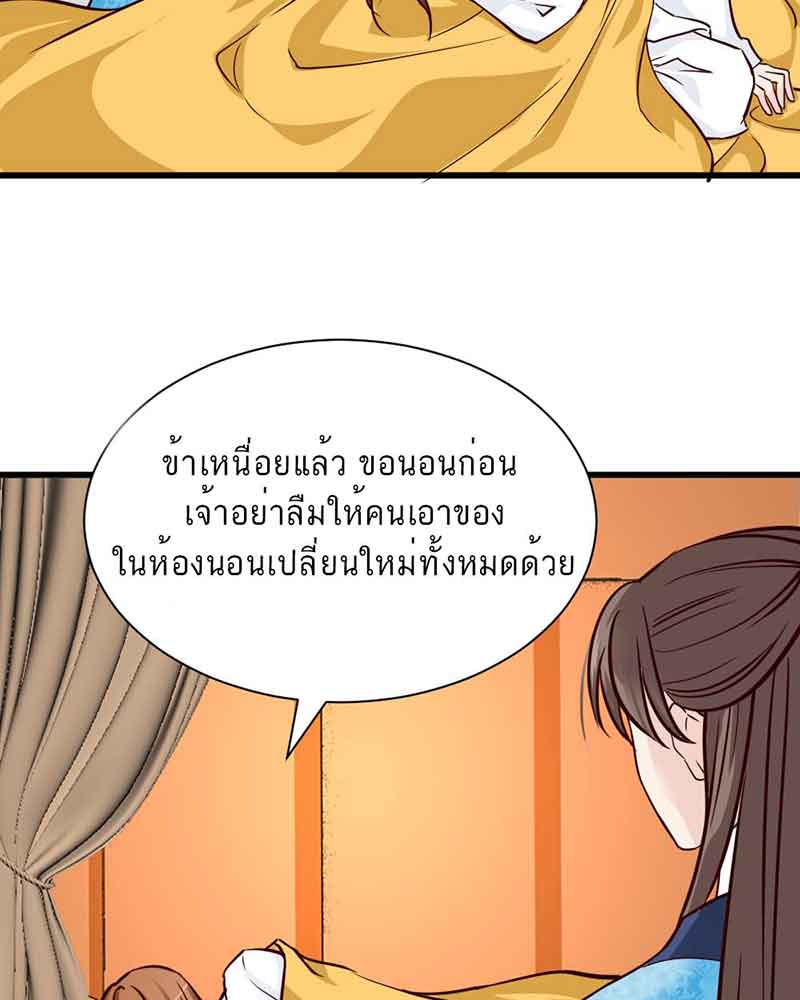 ข้าเหนื่อยแล้ว ขอนอนก่อน
เจ้าอย่าลืมให้คนเอาของ
ในห้องนอนเปลี่ยนใหม่ทั้งหมดด้วย